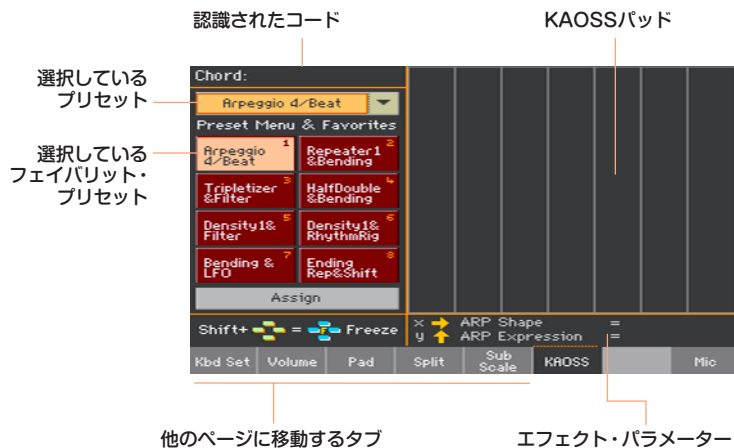 認識されたコード
KAOSSパッド
選択している
プリセット
選択している
フェイバリット・
プリセット
Chord:
Arpeggio 4/Beat
Preset Menu & Favorites
Arpeggio 1
4/Beat
Repeater1 2
&Bending
Tripletizer 3
&Filter
HalfDouble 4
&Bending
Density1& 5
Filter
Density1& 6
RhythmRig
Bending & 7
LFO
Ending 8
Rep&Shift
Assign
Shift+ = F Freeze
x ARP Shape =
y ARP Expression =
Kbd Set
Volume
Pad
Split
Sub
Scale
KAOSS
Mic
他のページに移動するタブ
エフェクト・パラメーター